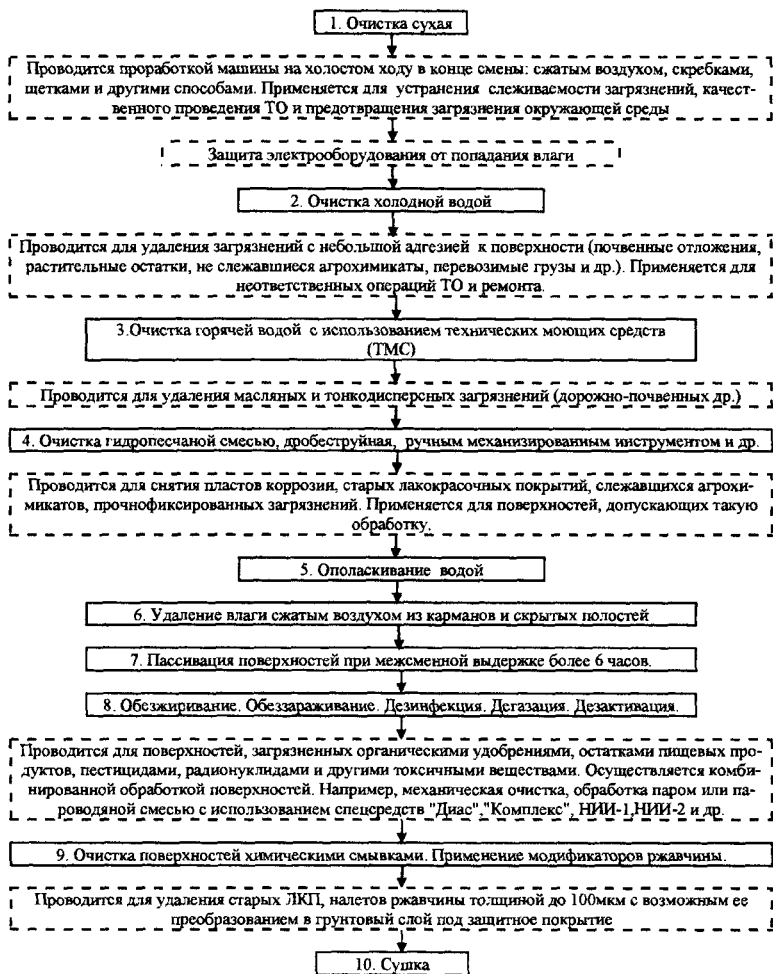 1. Очистка сухая
Проводится проработкой машины на холостом ходу в конце смены: сжатым воздухом, скребками,
щетками и другими способами. Применяется для устранения слеживаемости загрязнений, качест-
венного проведения ТО и предотвращения загрязнения окружающей среды
Защита электрооборудования от попадания влаги
2. Очистка холодной водой
Проводится для удаления загрязнений с небольшой адгезией к поверхности (почвенные отложения,
растительные остатки, не слежавшиеся агрохимикаты, перевозимые грузы и др.). Применяется для
неответственных операций ТО и ремонта.
3.Очистка горячей водой с использованием технических моющих средств
(ТМС)
Проводится для удаления масляных и тонкодисперсных загрязнений (дорожно-почвенных др.)
4. Очистка гидропесчаной смесью, дробеструйная, ручным механизированным инструментом и др.
Проводится для снятия пластов коррозии, старых лакокрасочных покрытий, слежавшихся агрохи-
микатов, прочнофиксированных загрязнений. Применяется для поверхностей, допускающих такую
обработку.
5. Ополаскивание водой
6. Удаление влаги сжатым воздухом из карманов и скрытых полостей
7. Пассивация поверхностей при межсменной выдержке более 6 часов.
8. Обезжиривание. Обеззараживание. Дезинфекция. Дегазация. Дезактивация.
Проводится для поверхностей, загрязненных органическими удобрениями, остатками пищевых про-
дуктов, пестицидами, радионуклидами и другими токсичными веществами. Осуществляется комби-
нированной обработкой поверхностей. Например, механическая очистка, обработка паром или па-
роводяной смесью с использованием спецсредств "Диас","Комплекс", НИИ-1,НИИ-2 и др.
9. Очистка поверхностей химическими смывками. Применение модификаторов ржавчины.
Проводится для удаления старых ЛКП, налетов ржавчины толщиной до 100мкм с возможным ее
преобразованием в грунтовый слой под защитное покрытие
10. Сушка